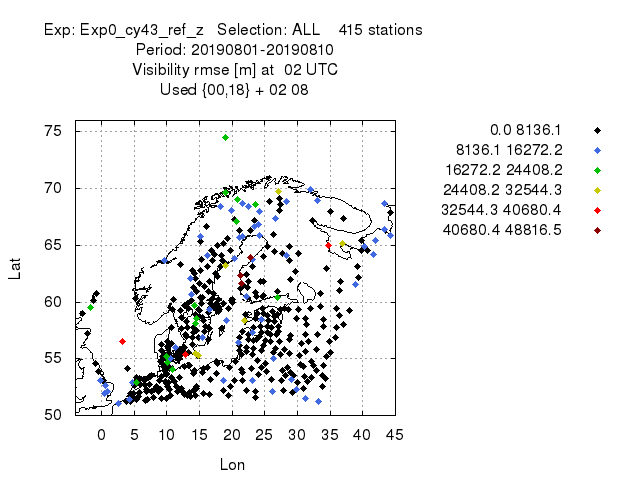 Exp: Exp0_cy43_ref_z Selection: ALL 415 stations
Period: 20190801-20190810
Visibility rmse [m] at 02 UTC
Used {00,18} + 02 08
0.0 8136.1
8136.1 16272.2
16272.2 24408.2
24408.2 32544.3
32544.3 40680.4
40680.4 48816.5
75
70
65
60
55
50
Lat
0 5 10 15 20 25 30 35 40 45
Lon